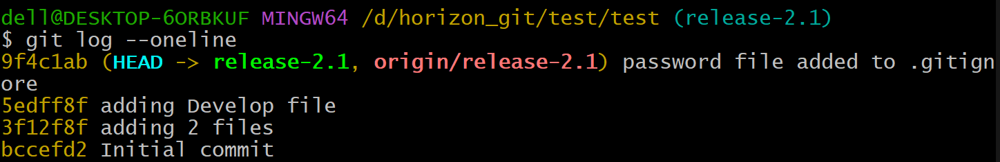 dell@DESKTOP-6ORBKUF MINGW64 /d/horizon_git/test/test (release-2.1)
$ git log --oneline
9f4c1ab (HEAD -> release-2.1, origin/release-2.1) password file added to .gitign
ore
5edff8f adding Develop file
3f12f8f adding 2 files
bccefd2 Initial commit